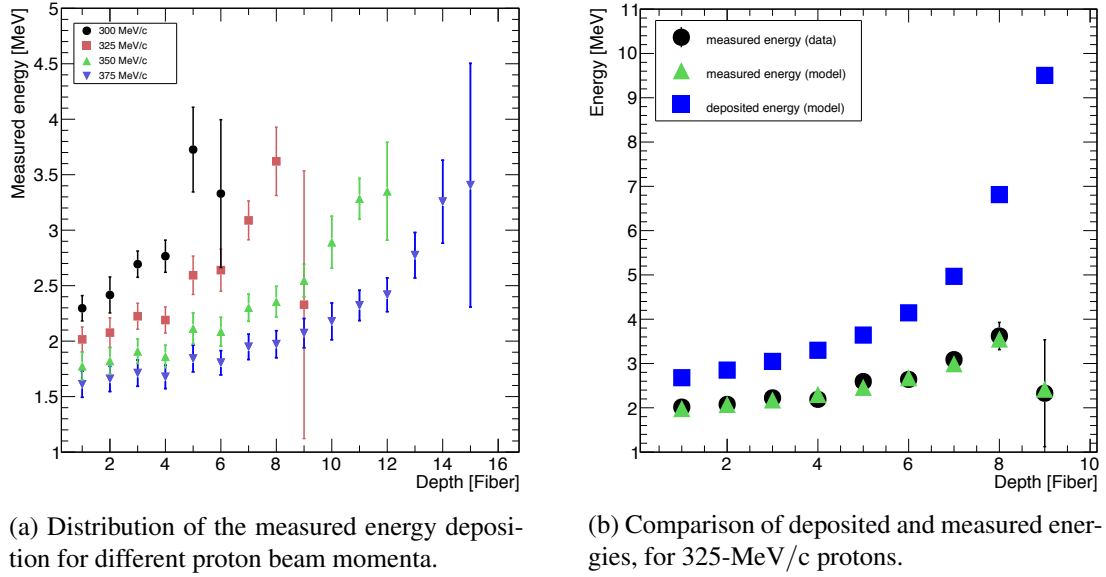 Measured energy [MeV]
5
4.5
4
3.5
3
2.5
2
1.5
1
300 MeV/c
325 MeV/c
350 MeV/c
375 MeV/c
2 4 6 8 10 12 14 16
Depth [Fiber]
(a) Distribution of the measured energy deposi-
tion for different proton beam momenta.
Energy [MeV]
11
10
9
8
7
6
5
4
3
2
1
measured energy (data)
measured energy (model)
deposited energy (model)
2 4 6 8 10
Depth [Fiber]
(b) Comparison of deposited and measured ener-
gies, for 325-MeV/c protons.